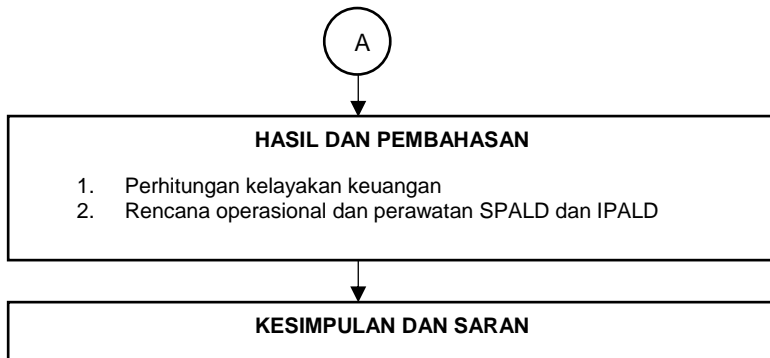 A
HASIL DAN PEMBAHASAN
1. Perhitungan kelayakan keuangan
2. Rencana operasional dan perawatan SPALD dan IPALD
KESIMPULAN DAN SARAN